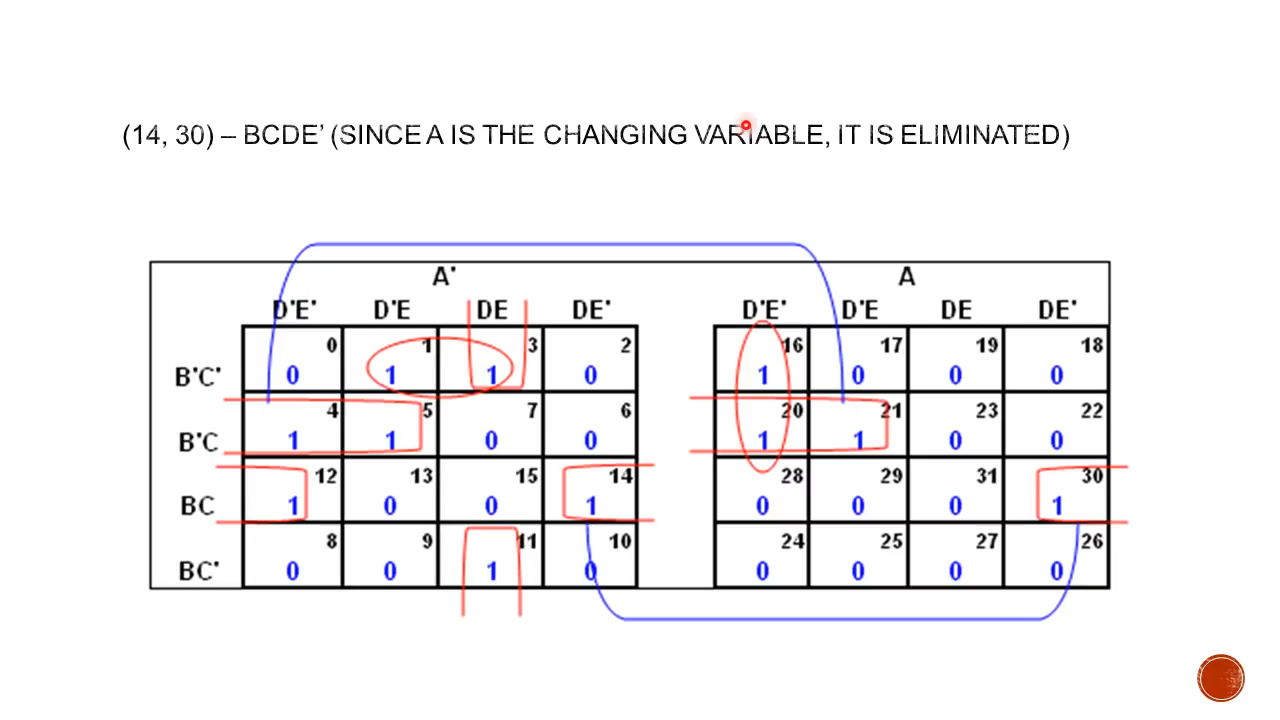 (14, 30) – BCDE’ (SINCE A IS THE CHANGING VARIABLE, IT IS ELIMINATED)
A' A
D'E' D'E DE DE' D'E' D'E DE DE'
0 1 3 2 16 17 19 18
B'C' 0 1 1 0 1 0 0 0
4 5 7 6 20 21 23 22
B'C 1 1 0 0 1 1 0 0
12 13 15 14 28 29 31 30
BC 1 0 0 1 0 0 0 1
8 9 11 10 24 25 27 26
BC' 0 0 1 0 0 0 0 0